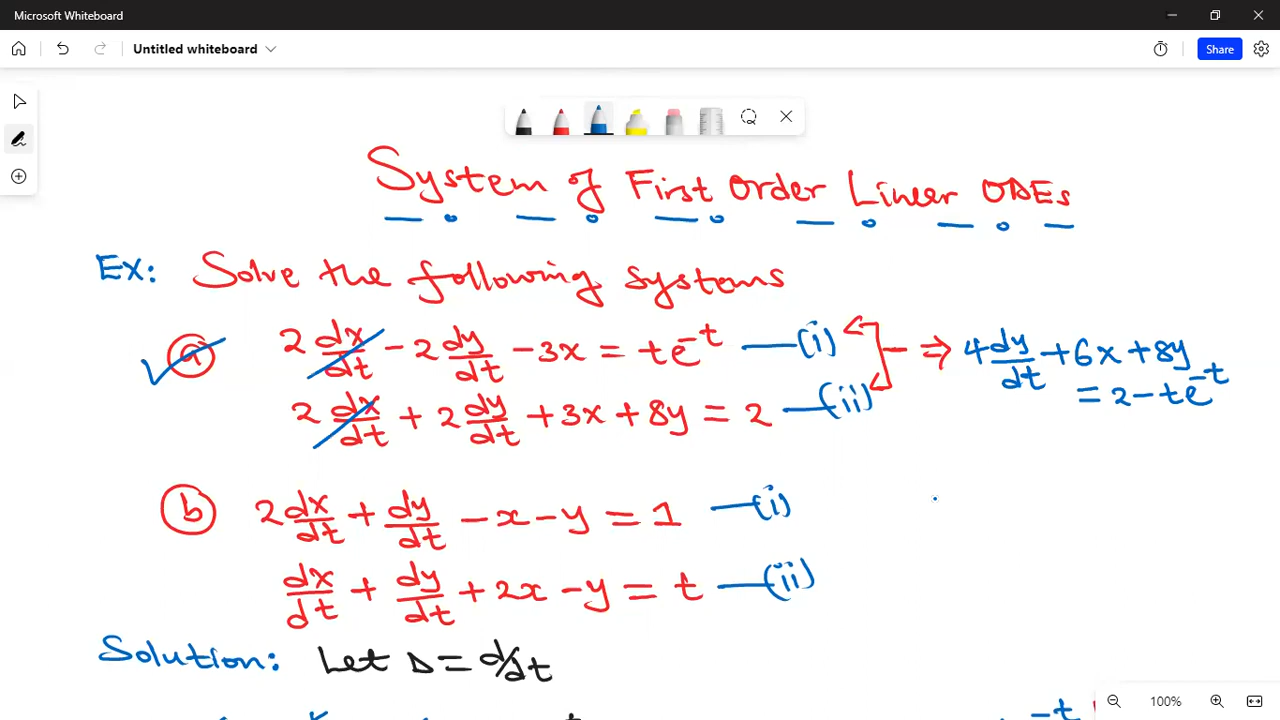 Microsoft Whiteboard
Untitled whiteboard
Share
System of First Order Linear ODEs
Ex: Solve the following systems
(a) 2 dx/dt - 2 dy/dt - 3x = te^-t —(i) ⇒ 4 dy/dt + 6x + 8y
= 2 - te^-t
2 dx/dt + 2 dy/dt + 3x + 8y = 2 —(ii)
(b) 2 dx/dt + dy/dt - x - y = 1 —(i)
dx/dt + dy/dt + 2x - y = t —(ii)
Solution: Let D = d/dt
-t
100%